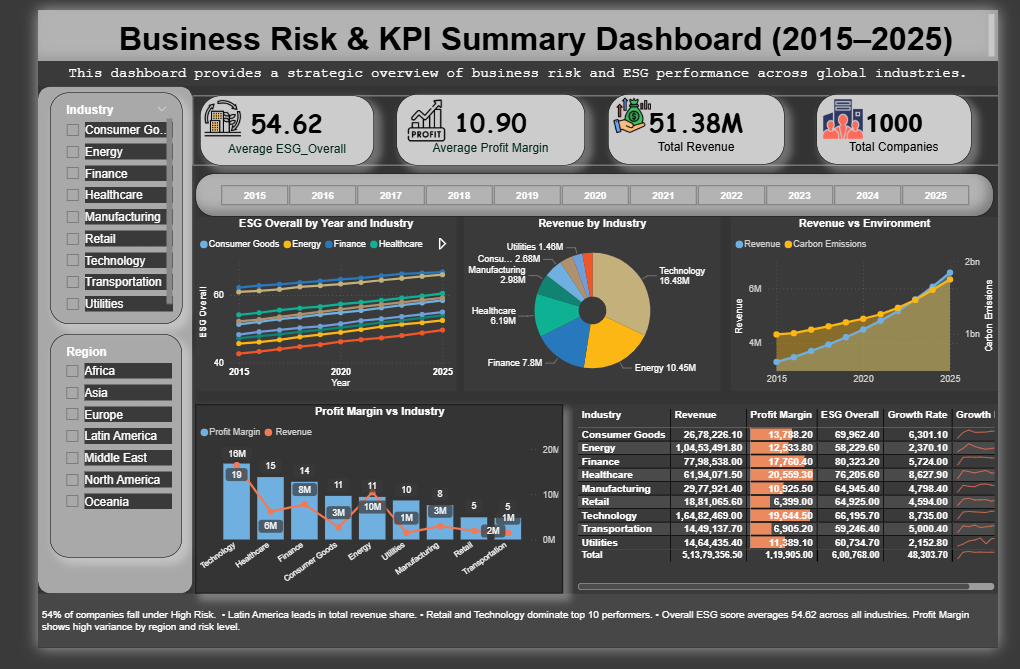 Business Risk & KPI Summary Dashboard (2015–2025)
This dashboard provides a strategic overview of business risk and ESG performance across global industries.
Industry
Consumer Go..
Energy
Finance
Healthcare
Manufacturing
Retail
Technology
Transportation
Utilities
Region
Africa
Asia
Europe
Latin America
Middle East
North America
Oceania
54.62
Average ESG_Overall
PROFIT
10.90
Average Profit Margin
51.38M
Total Revenue
1000
Total Companies
2015 2016 2017 2018 2019 2020 2021 2022 2023 2024 2025
ESG Overall by Year and Industry
Consumer Goods Energy Finance Healthcare
ESG Overall
60
40
2015 2020 2025
Year
Revenue by Industry
Utilities 1.46M
Consu... 2.68M
Manufacturing
2.98M
Healthcare
6.19M
Finance 7.8M
Technology
16.48M
Energy 10.45M
Revenue vs Environment
Revenue Carbon Emissions
Revenue
6M
4M
2bn
1bn
Carbon Emissions
2015 2020 2025
Profit Margin vs Industry
Profit Margin Revenue
16M 15 14 11 11 10 8 5 5
19 6M 8M 3M 10M 1M 3M 2M 1M
20M
10M
0M
Technology Healthcare Finance Consumer Goods Energy Utilities Manufacturing Retail Transportation
Industry Revenue Profit Margin ESG Overall Growth Rate Growth
Consumer Goods 26,78,226.10 13,788.20 69,962.40 6,301.10
Energy 1,04,53,491.80 12,533.80 58,229.60 2,370.10
Finance 77,98,538.00 17,760.40 80,323.20 5,724.00
Healthcare 61,94,071.50 20,559.30 76,205.60 8,627.90
Manufacturing 29,77,921.40 10,925.50 64,945.40 4,798.40
Retail 18,81,065.60 6,399.00 64,925.00 4,594.00
Technology 1,64,82,469.00 19,644.50 66,195.70 8,735.00
Transportation 14,49,137.70 6,905.20 59,246.40 5,000.40
Utilities 14,64,435.40 11,389.10 60,734.70 2,152.80
Total 5,13,79,356.50 1,19,905.00 6,00,768.00 48,303.70
54% of companies fall under High Risk. - Latin America leads in total revenue share. - Retail and Technology dominate top 10 performers. - Overall ESG score averages 54.62 across all industries. Profit Margin
shows high variance by region and risk level.